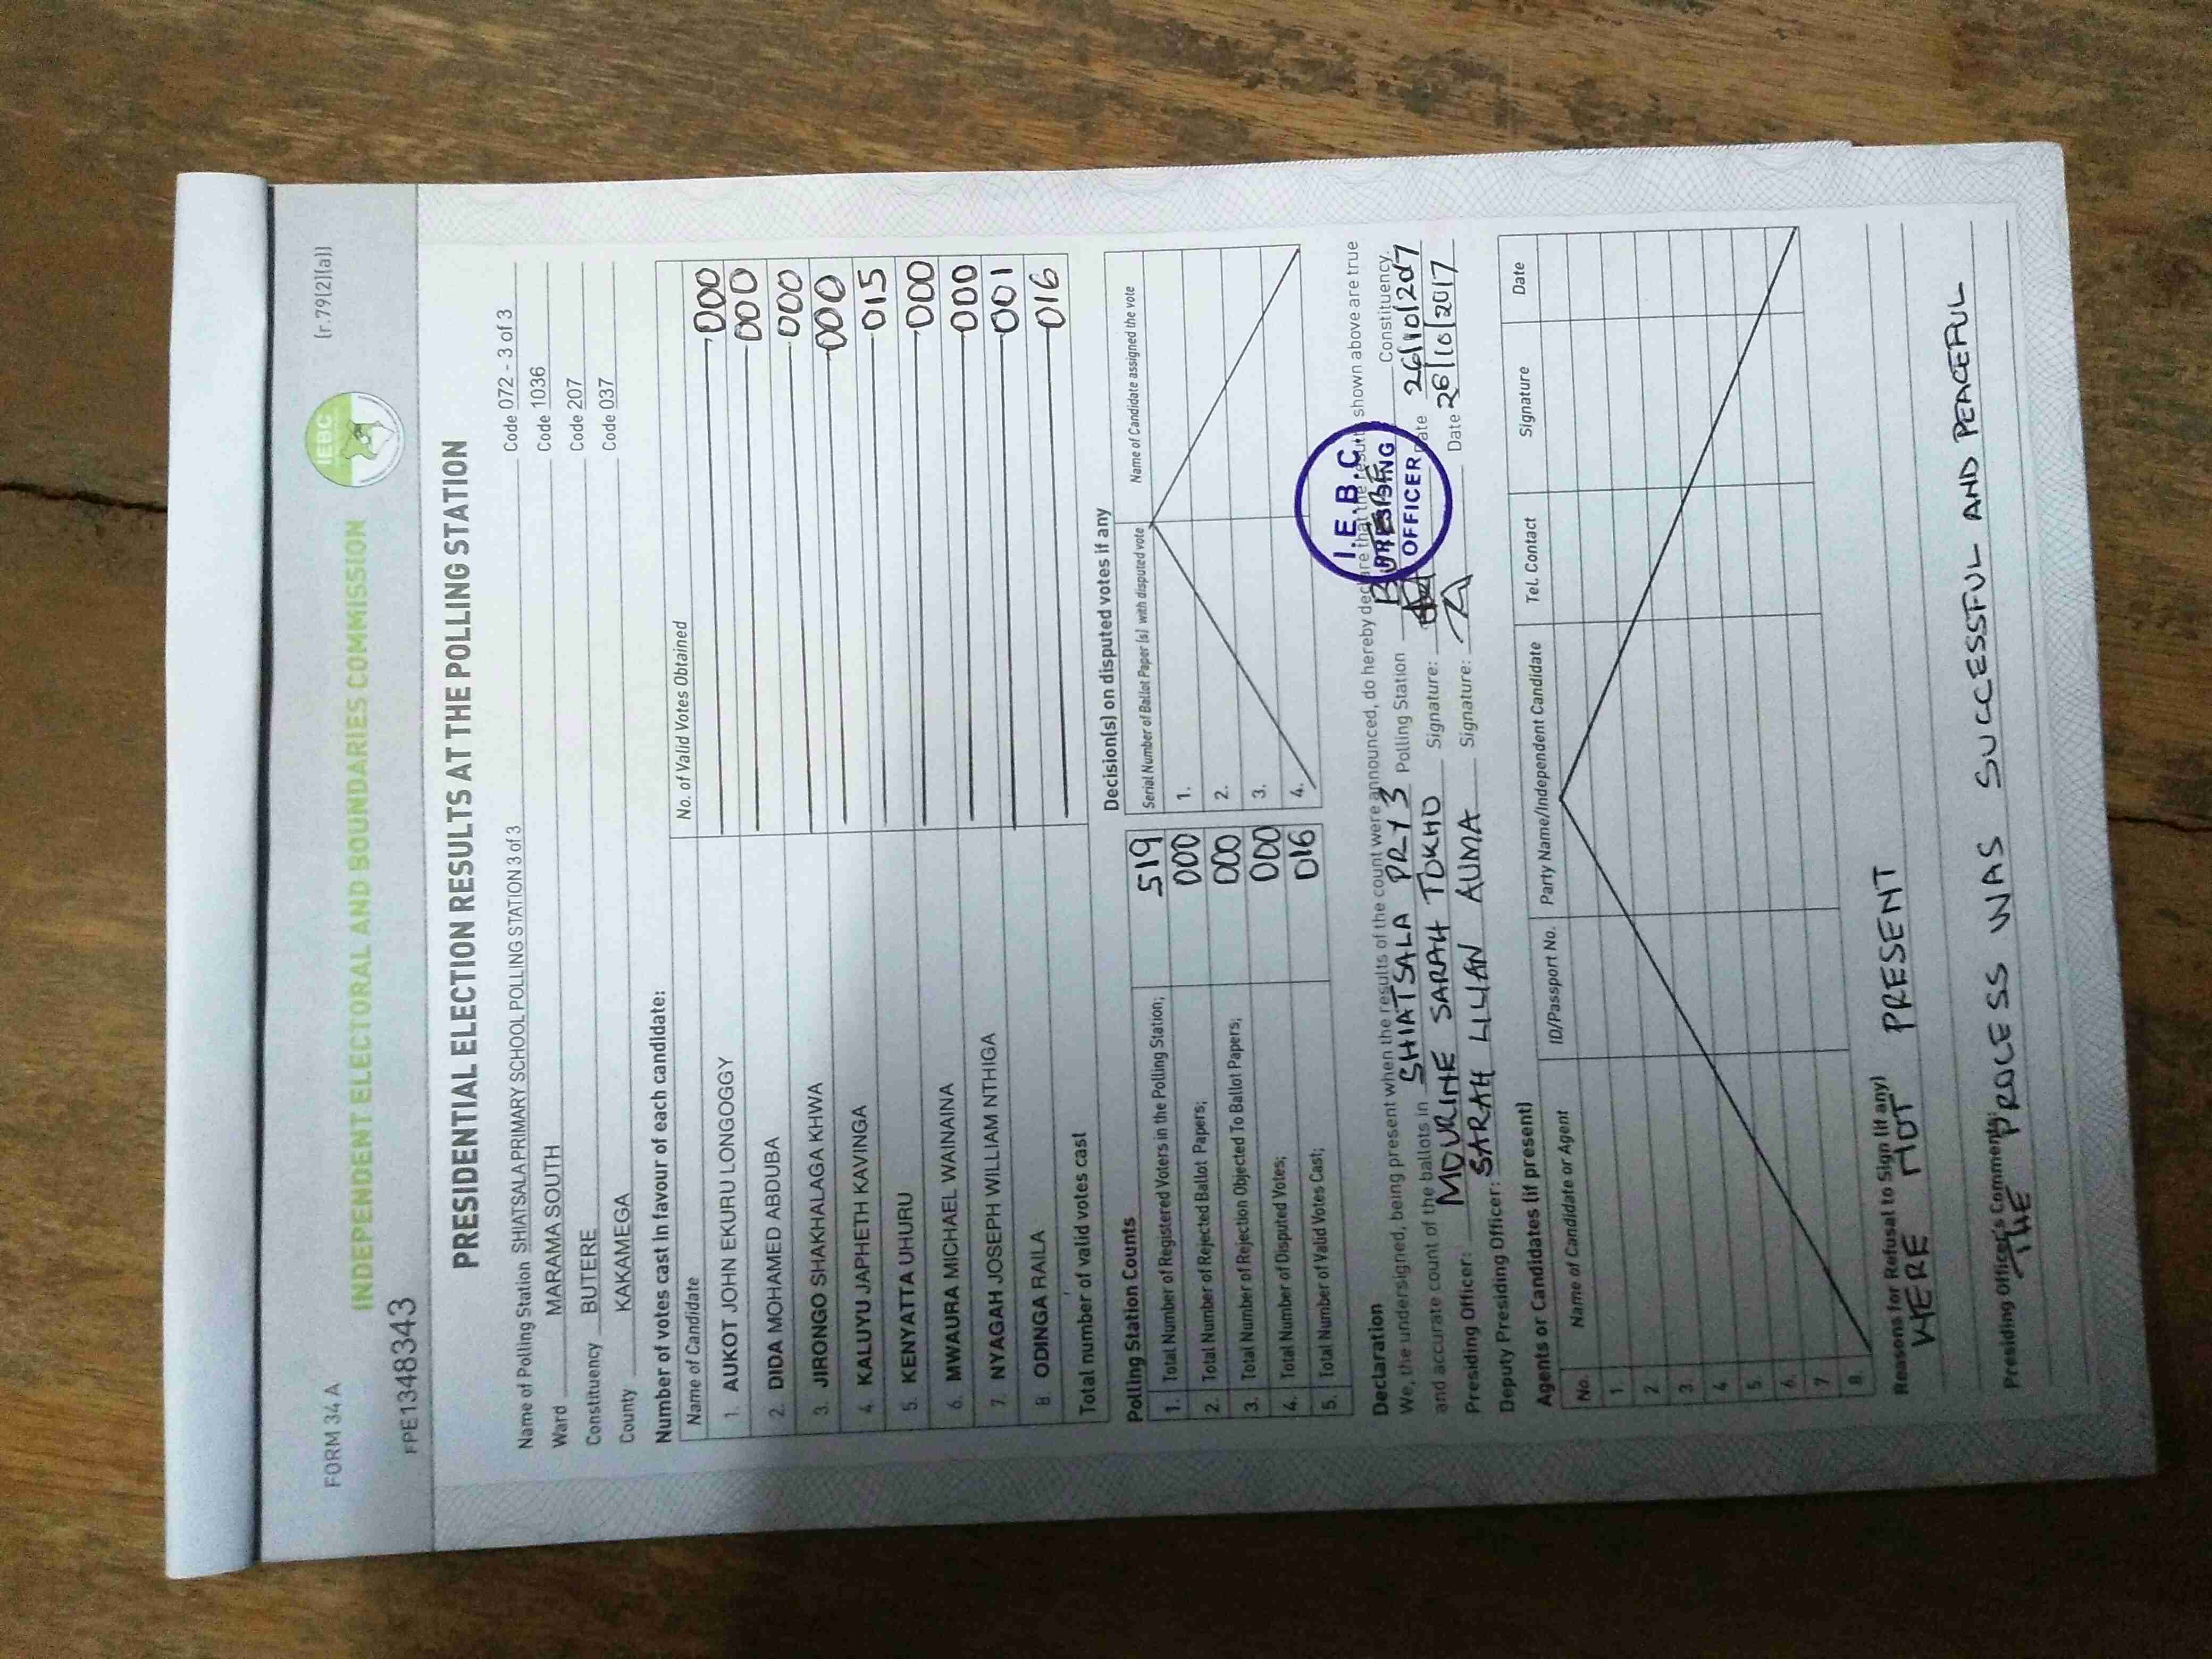 FORM 34A
(r.79(2)(a))
IEBC
INDEPENDENT ELECTORAL AND BOUNDARIES COMMISSION
FPE1348343
PRESIDENTIAL ELECTION RESULTS AT THE POLLING STATION
Name of Polling Station SHIATSALA PRIMARY SCHOOL POLLING STATION 3 of 3 Code 072 - 3 of 3
Ward MARAMA SOUTH Code 1036
Constituency BUTERE Code 207
County KAKAMEGA Code 037
Number of votes cast in favour of each candidate:
Name of Candidate No. of Valid Votes Obtained
1. AUKOT JOHN EKURU LONGOGGY 000
2. DIDA MOHAMED ABDUBA 000
3. JIRONGO SHAKHALAGA KHWA 000
4. KALUYU JAPHETH KAVINGA 000
5. KENYATTA UHURU 015
6. MWAURA MICHAEL WAINAINA 000
7. NYAGAH JOSEPH WILLIAM NTHIGA 000
8 ODINGA RAILA 001
Total number of valid votes cast 016
Polling Station Counts
1. Total Number of Registered Voters in the Polling Station; 519
2. Total Number of Rejected Ballot Papers; 000
3. Total Number of Rejection Objected To Ballot Papers; 000
4. Total Number of Disputed Votes; 000
5. Total Number of Valid Votes Cast; 016
Decision(s) on disputed votes if any
Serial Number of Ballot Paper (s) with disputed vote Name of Candidate assigned the vote
1.
2.
3.
4.
Declaration
We, the undersigned, being present when the results of the count were announced, do hereby declare that the results shown above are true
and accurate count of the ballots in SHIATSALA PRY 3 Polling Station BUTERE Constituency.
Presiding Officer: MOURINE SARAH TOKHO Signature: Date 26/10/2017
Deputy Presiding Officer: SARAH LILIAN AUMA Signature: Date 26/10/2017
I.E.B.C.
PRESIDING
OFFICER
Agents or Candidates (if present)
No. Name of Candidate or Agent ID/Passport No. Party Name/Independent Candidate Tel. Contact Signature Date
1.
2
3
4
5.
6.
7
8.
Reasons for Refusal to Sign (if any)
WERE NOT PRESENT
Presiding Officer's Comments:
THE PROCESS WAS SUCCESSFUL AND PEACEFUL